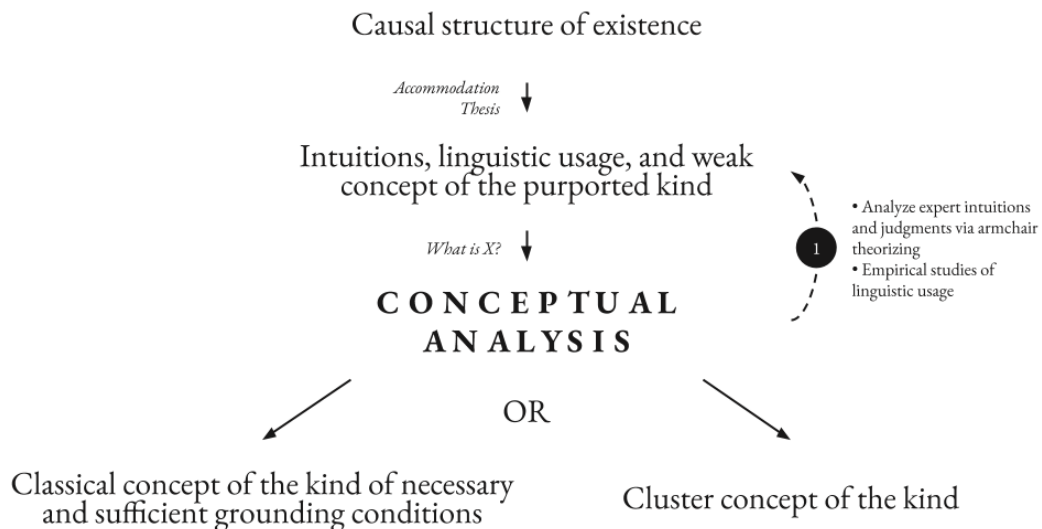 Causal structure of existence
Accommodation
Thesis
Intuitions, linguistic usage, and weak
concept of the purported kind
What is X?
1
• Analyze expert intuitions
and judgments via armchair
theorizing
• Empirical studies of
linguistic usage
CONCEPTUAL
ANALYSIS
OR
Classical concept of the kind of necessary
and sufficient grounding conditions
Cluster concept of the kind